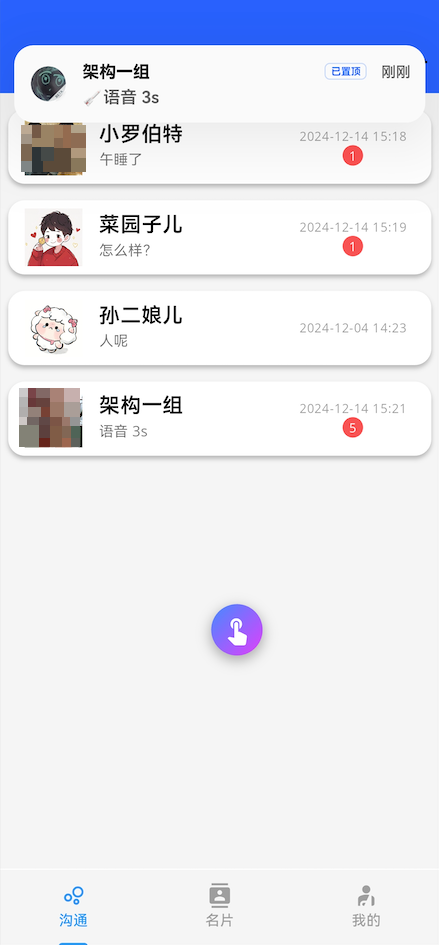 架构一组
已置顶 刚刚
语音 3s
小罗伯特
2024-12-14 15:18
午睡了
1
菜园子儿
2024-12-14 15:19
怎么样?
1
孙二娘儿
2024-12-04 14:23
人呢
架构一组
2024-12-14 15:21
语音 3s
5
沟通 名片 我的